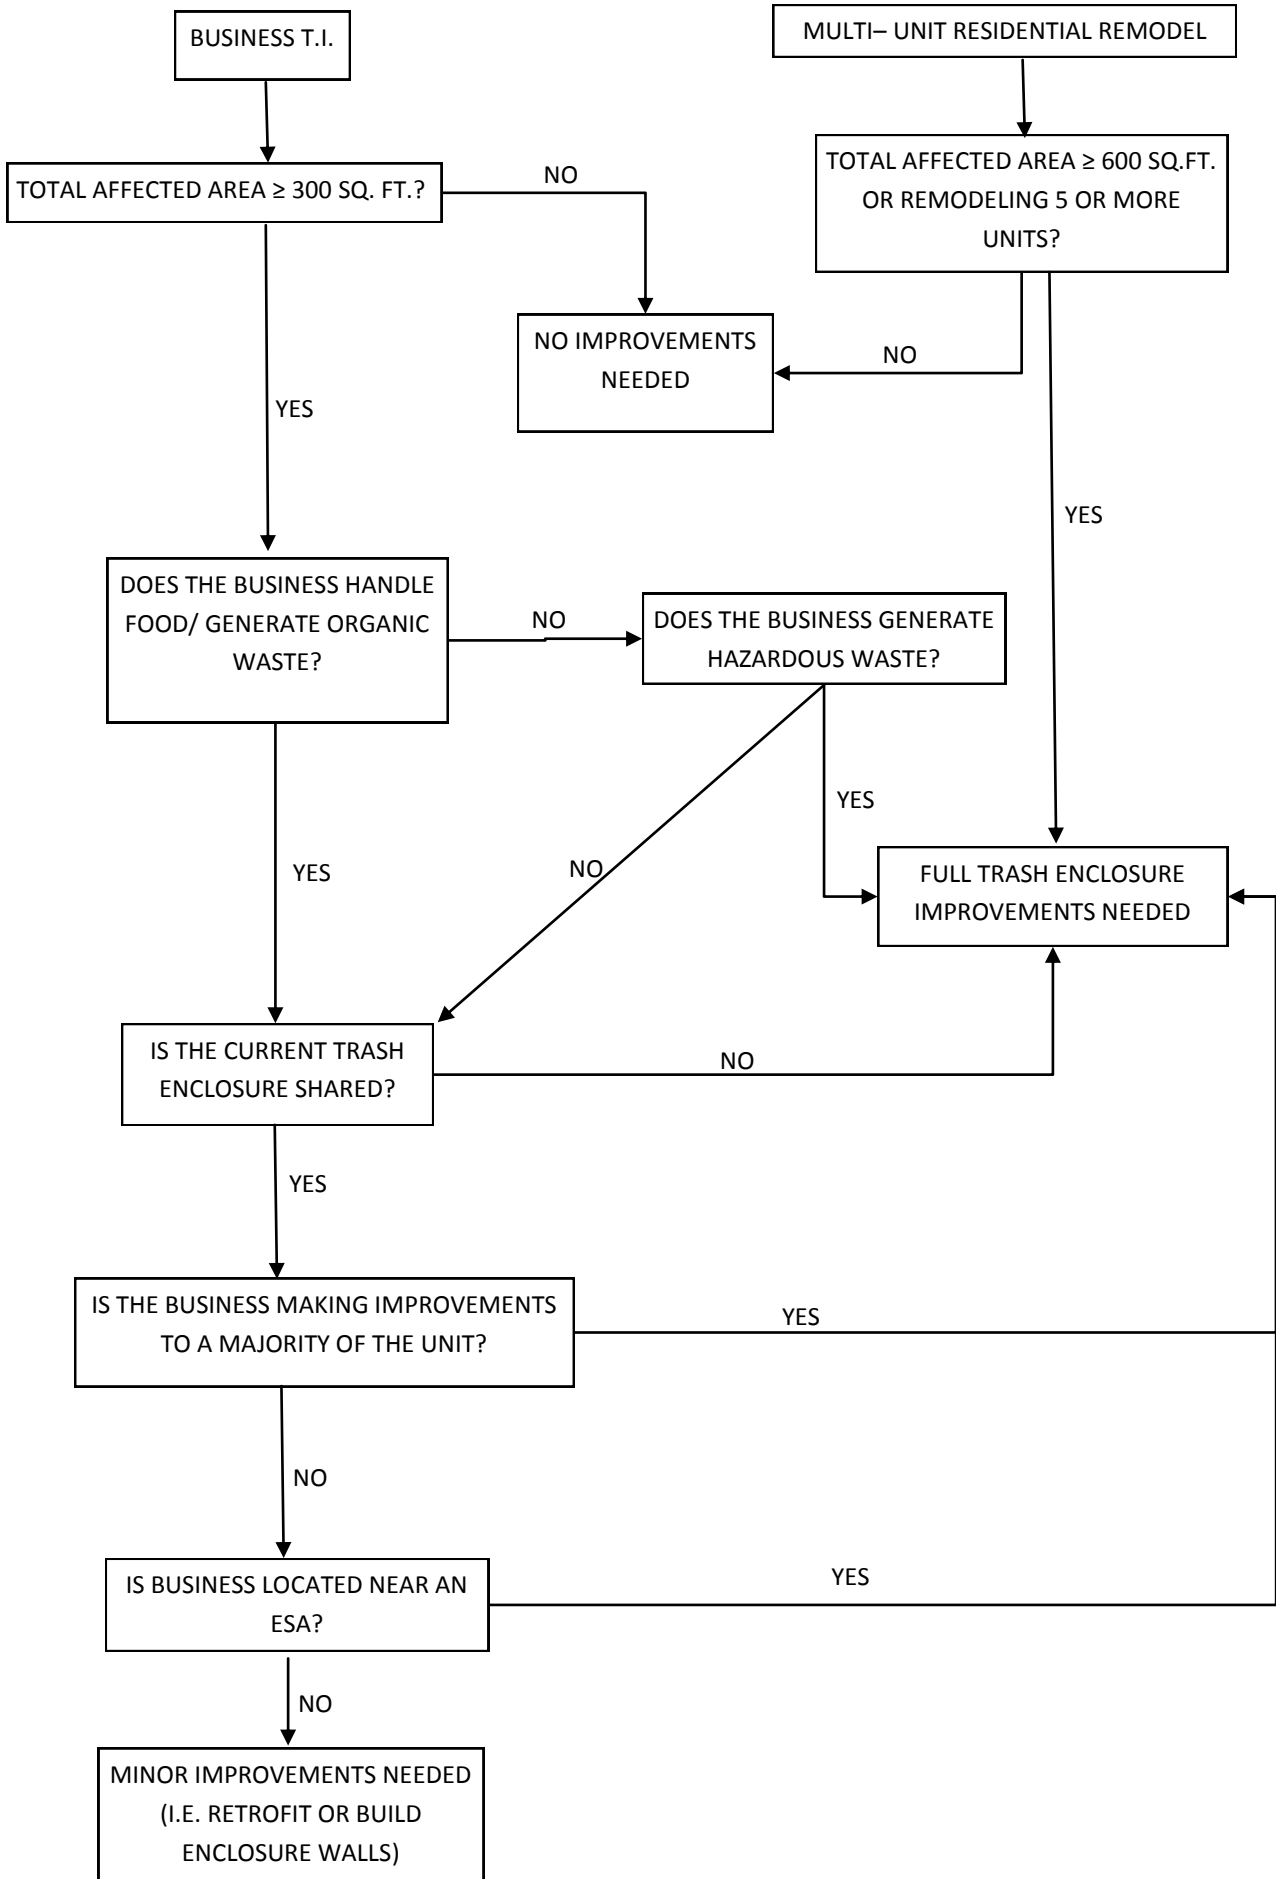 BUSINESS T.I.
MULTI– UNIT RESIDENTIAL REMODEL
TOTAL AFFECTED AREA ≥ 300 SQ. FT.?
NO
TOTAL AFFECTED AREA ≥ 600 SQ.FT.
OR REMODELING 5 OR MORE
UNITS?
NO IMPROVEMENTS
NEEDED
NO
YES
YES
DOES THE BUSINESS HANDLE
FOOD/ GENERATE ORGANIC
WASTE?
NO
DOES THE BUSINESS GENERATE
HAZARDOUS WASTE?
YES
NO
YES
FULL TRASH ENCLOSURE
IMPROVEMENTS NEEDED
IS THE CURRENT TRASH
ENCLOSURE SHARED?
NO
YES
IS THE BUSINESS MAKING IMPROVEMENTS
TO A MAJORITY OF THE UNIT?
YES
NO
IS BUSINESS LOCATED NEAR AN
ESA?
YES
NO
MINOR IMPROVEMENTS NEEDED
(I.E. RETROFIT OR BUILD
ENCLOSURE WALLS)